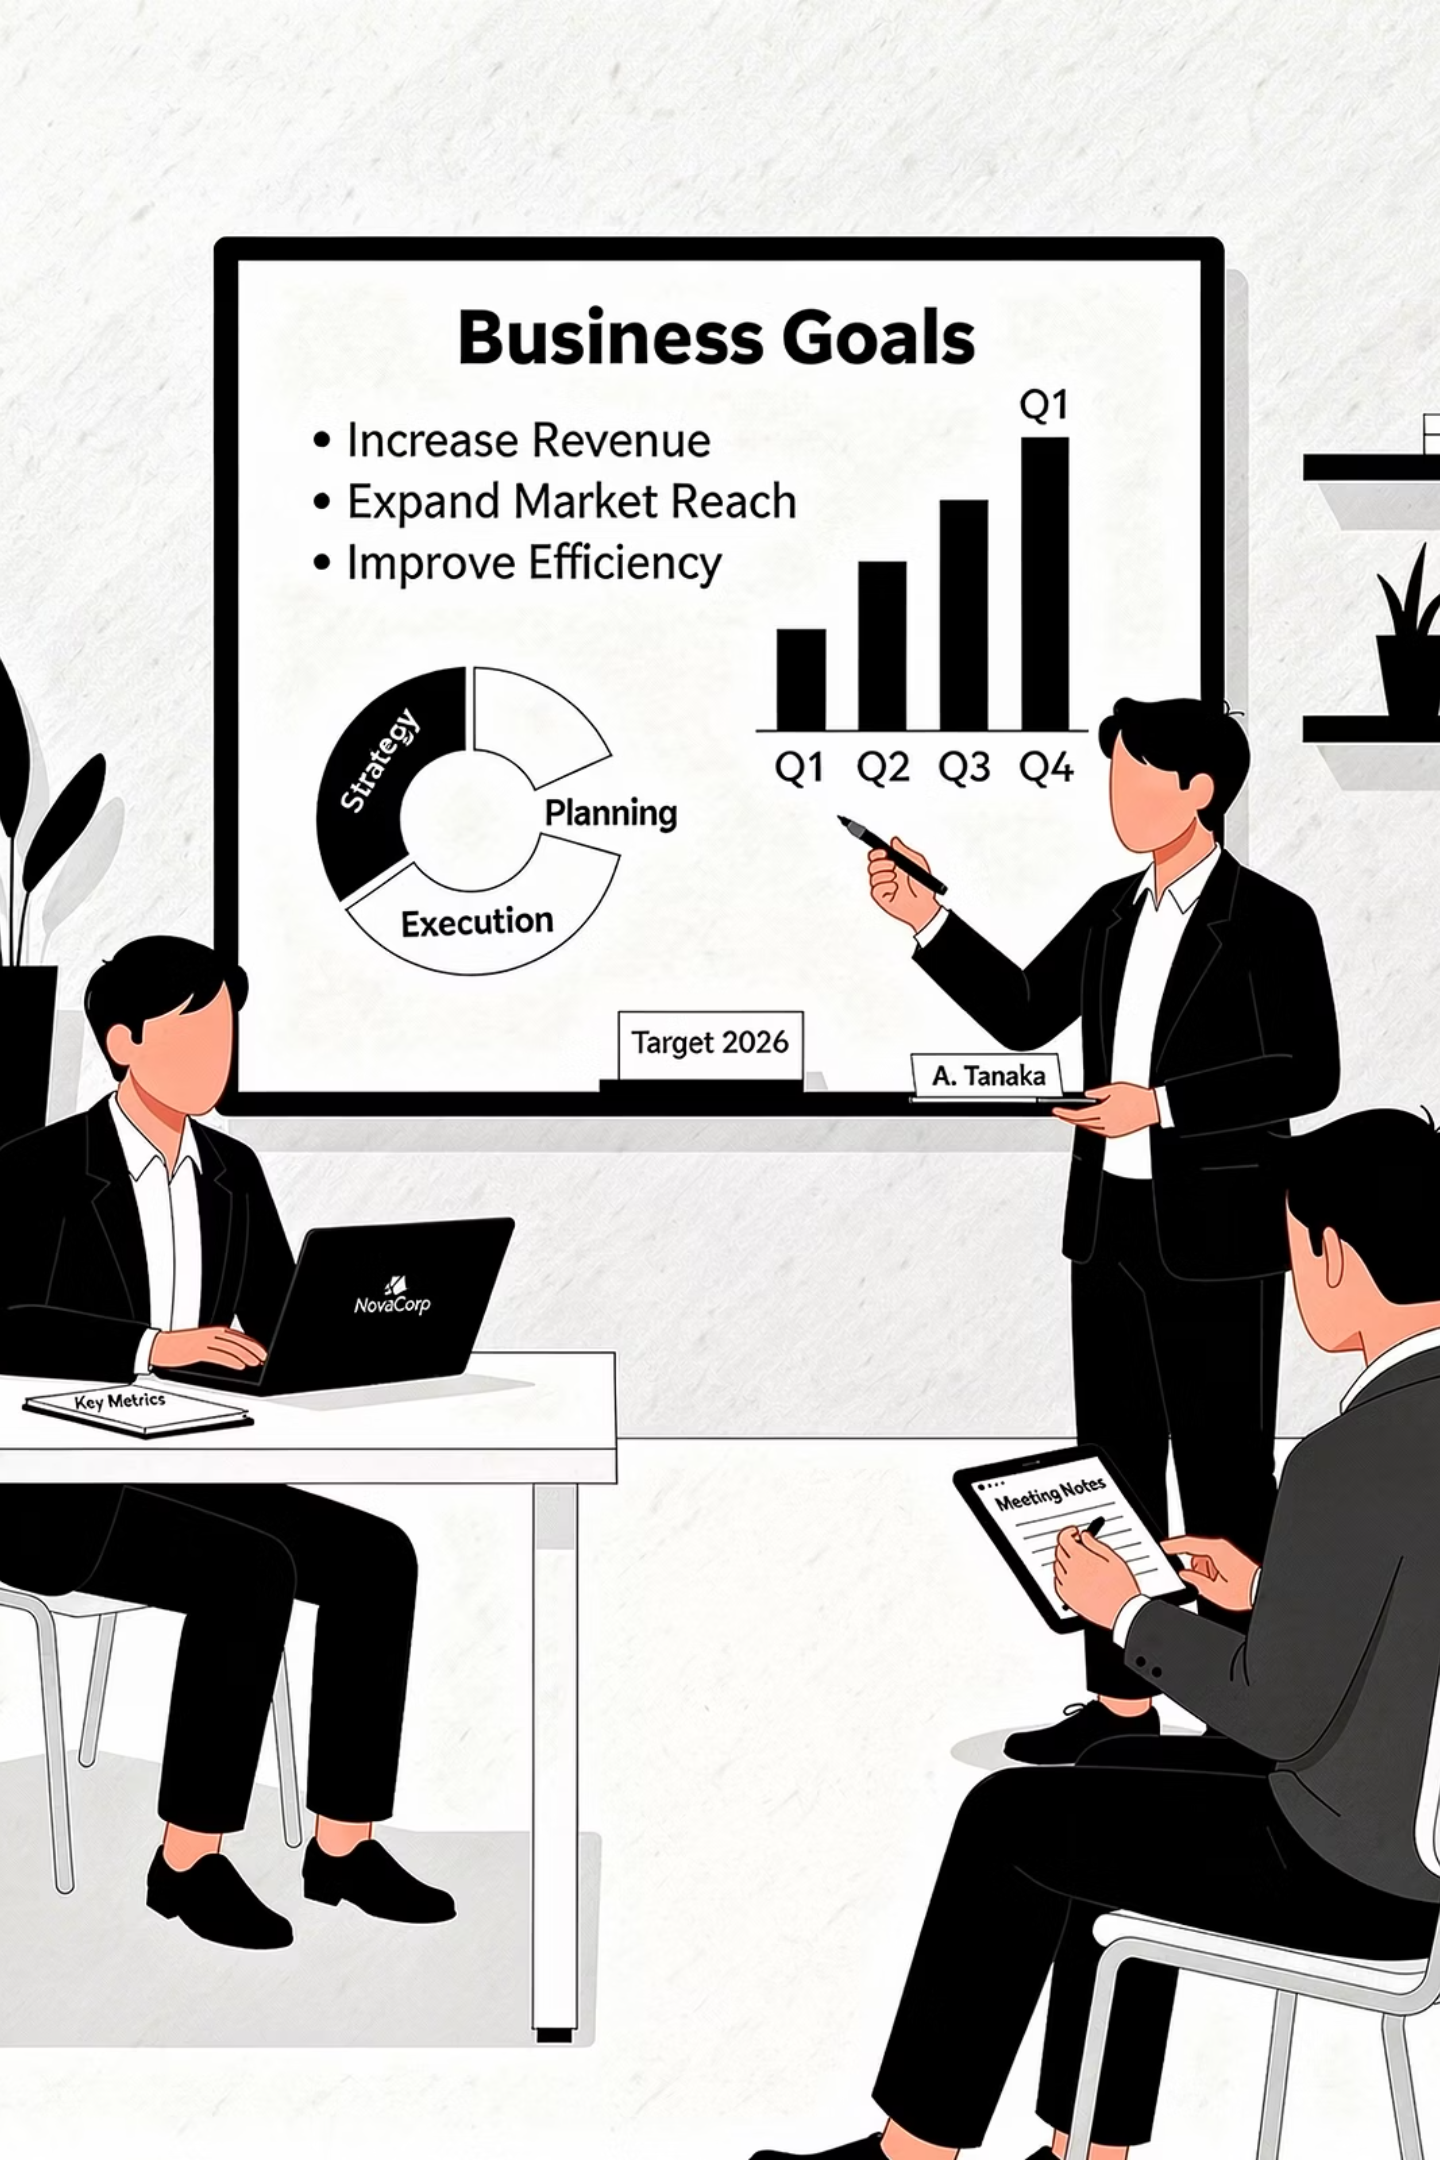 Business Goals
• Increase Revenue
• Expand Market Reach
• Improve Efficiency
Q1
Q1 Q2 Q3 Q4
Strategy
Planning
Execution
Target 2026
A. Tanaka
NovaCorp
Key Metrics
Meeting Notes